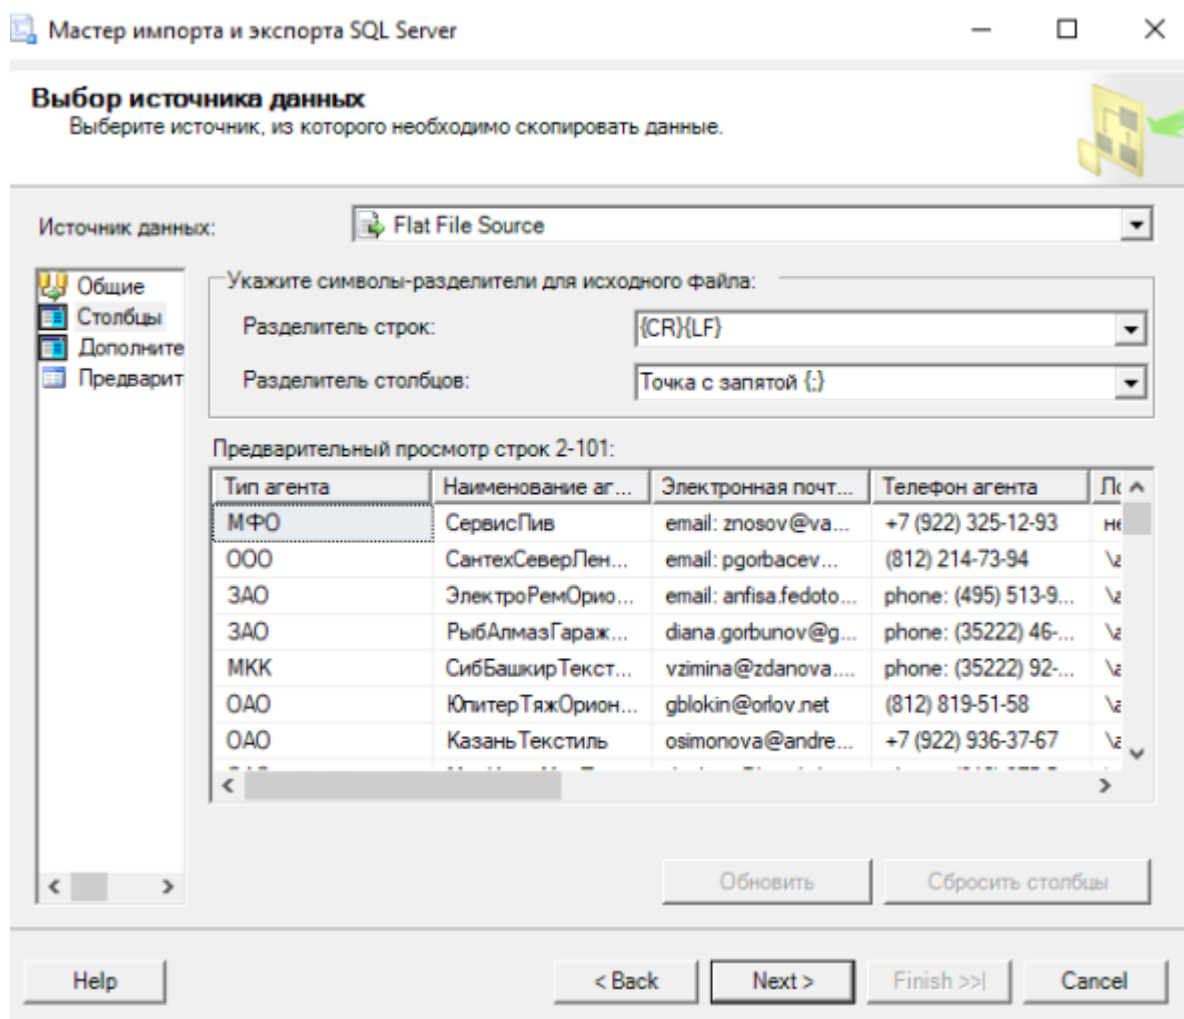 Мастер импорта и экспорта SQL Server
Выбор источника данных
Выберите источник, из которого необходимо скопировать данные.
Источник данных: Flat File Source
Общие
Столбцы
Дополните
Предварит
Укажите символы-разделители для исходного файла:
Разделитель строк: {CR}{LF}
Разделитель столбцов: Точка с запятой {;}
Предварительный просмотр строк 2-101:
Тип агента Наименование аг... Электронная почт... Телефон агента Ло
МФО СервисПив email: znosov@va... +7 (922) 325-12-93 не
ООО СантехСеверЛен... email: pgorbacev... (812) 214-73-94 \a
ЗАО ЭлектроРемОрио... email: anfisa.fedoto... phone: (495) 513-9... \a
ЗАО РыбАлмазГараж... diana.gorbunov@g... phone: (35222) 46-... \a
МКК СибБашкирТекст... vzimina@zdanova.... phone: (35222) 92-... \a
ОАО ЮпитерТяжОрион... gblokin@orlov.net (812) 819-51-58 \a
ОАО КазаньТекстиль osimonova@andre... +7 (922) 936-37-67 \a
Обновить Сбросить столбцы
Help < Back Next > Finish >>| Cancel